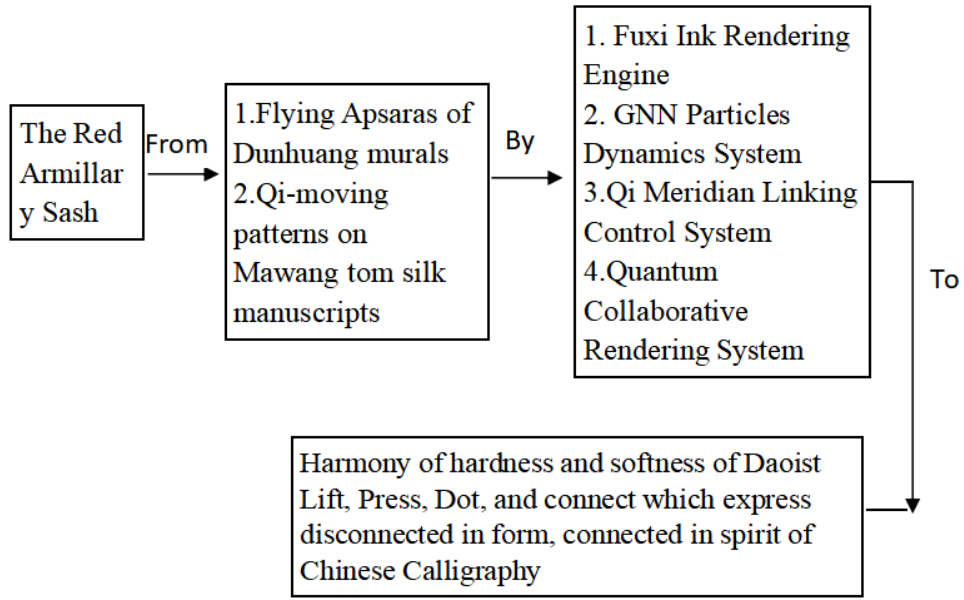 The Red
Armillar
y Sash
From
1.Flying Apsaras of
Dunhuang murals
2.Qi-moving
patterns on
Mawang tom silk
manuscripts
By
1. Fuxi Ink Rendering
Engine
2. GNN Particles
Dynamics System
3.Qi Meridian Linking
Control System
4.Quantum
Collaborative
Rendering System
To
Harmony of hardness and softness of Daoist
Lift, Press, Dot, and connect which express
disconnected in form, connected in spirit of
Chinese Calligraphy